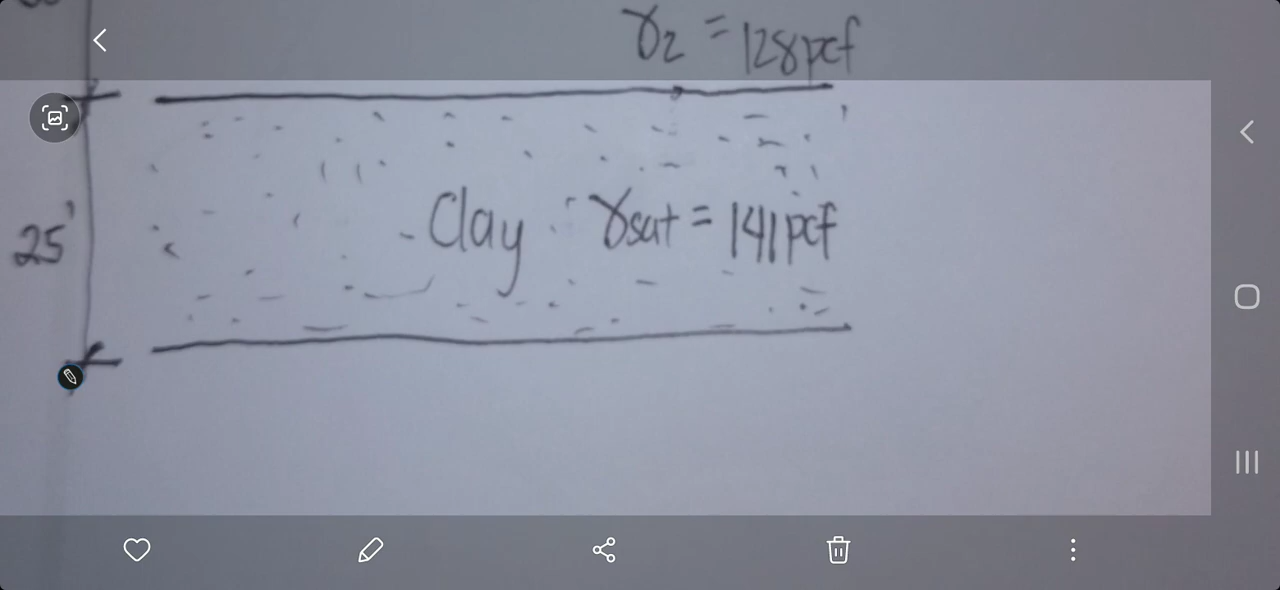 γ2 = 128pcf
25'
Clay γsat = 141pcf